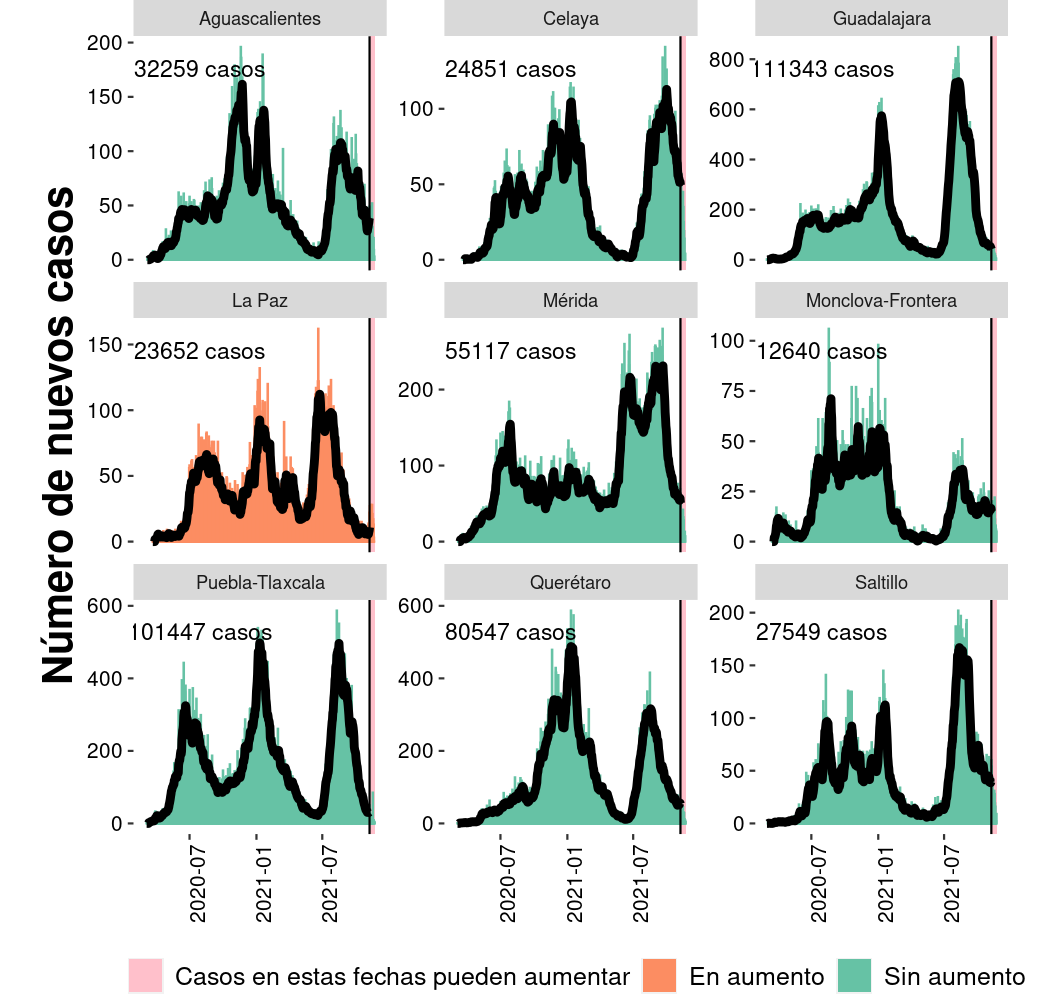 Número de nuevos casos
Aguascalientes
Celaya
Guadalajara
200
150
100
50
0
32259 casos
100
50
0
24851 casos
800
600
400
200
0
111343 casos
La Paz
Mérida
Monclova-Frontera
150
100
50
0
23652 casos
200
100
0
55117 casos
100
75
50
25
0
12640 casos
Puebla-Tlaxcala
Querétaro
Saltillo
600
400
200
0
101447 casos
600
400
200
0
80547 casos
200
150
100
50
0
27549 casos
2020-07
2021-01
2021-07
2020-07
2021-01
2021-07
2020-07
2021-01
2021-07
Casos en estas fechas pueden aumentar
En aumento
Sin aumento